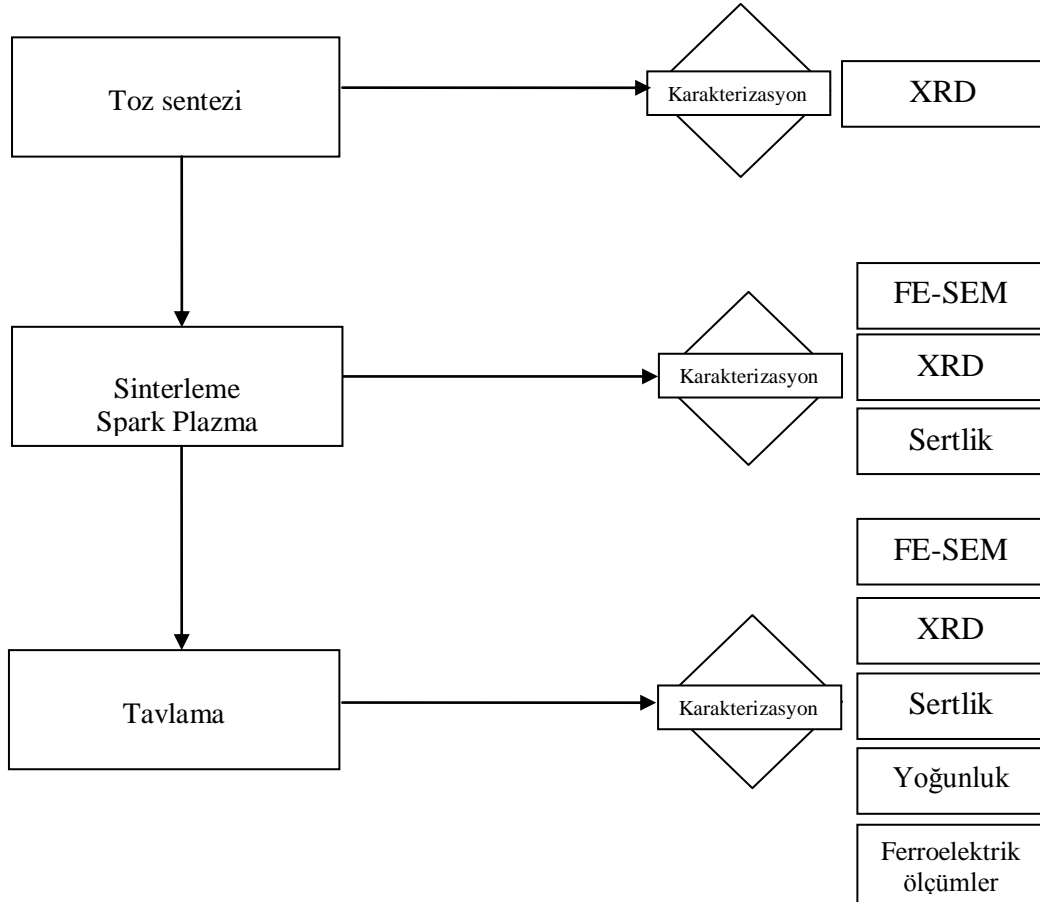 Toz sentezi
Karakterizasyon
XRD
Sinterleme
Spark Plazma
Karakterizasyon
FE-SEM
XRD
Sertlik
Tavlama
Karakterizasyon
FE-SEM
XRD
Sertlik
Yoğunluk
Ferroelektrik
ölçümler